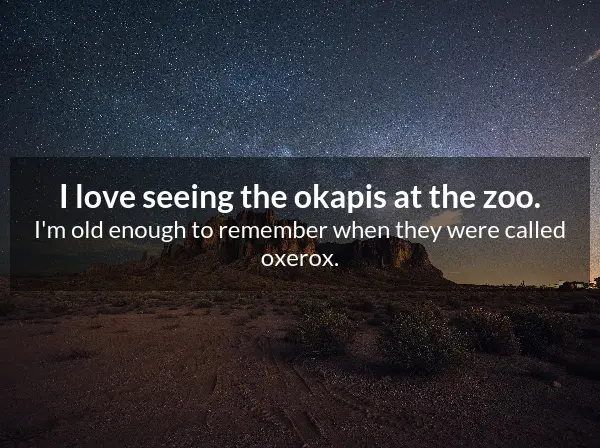 I love seeing the okapis at the zoo.
I'm old enough to remember when they were called
oxerox.